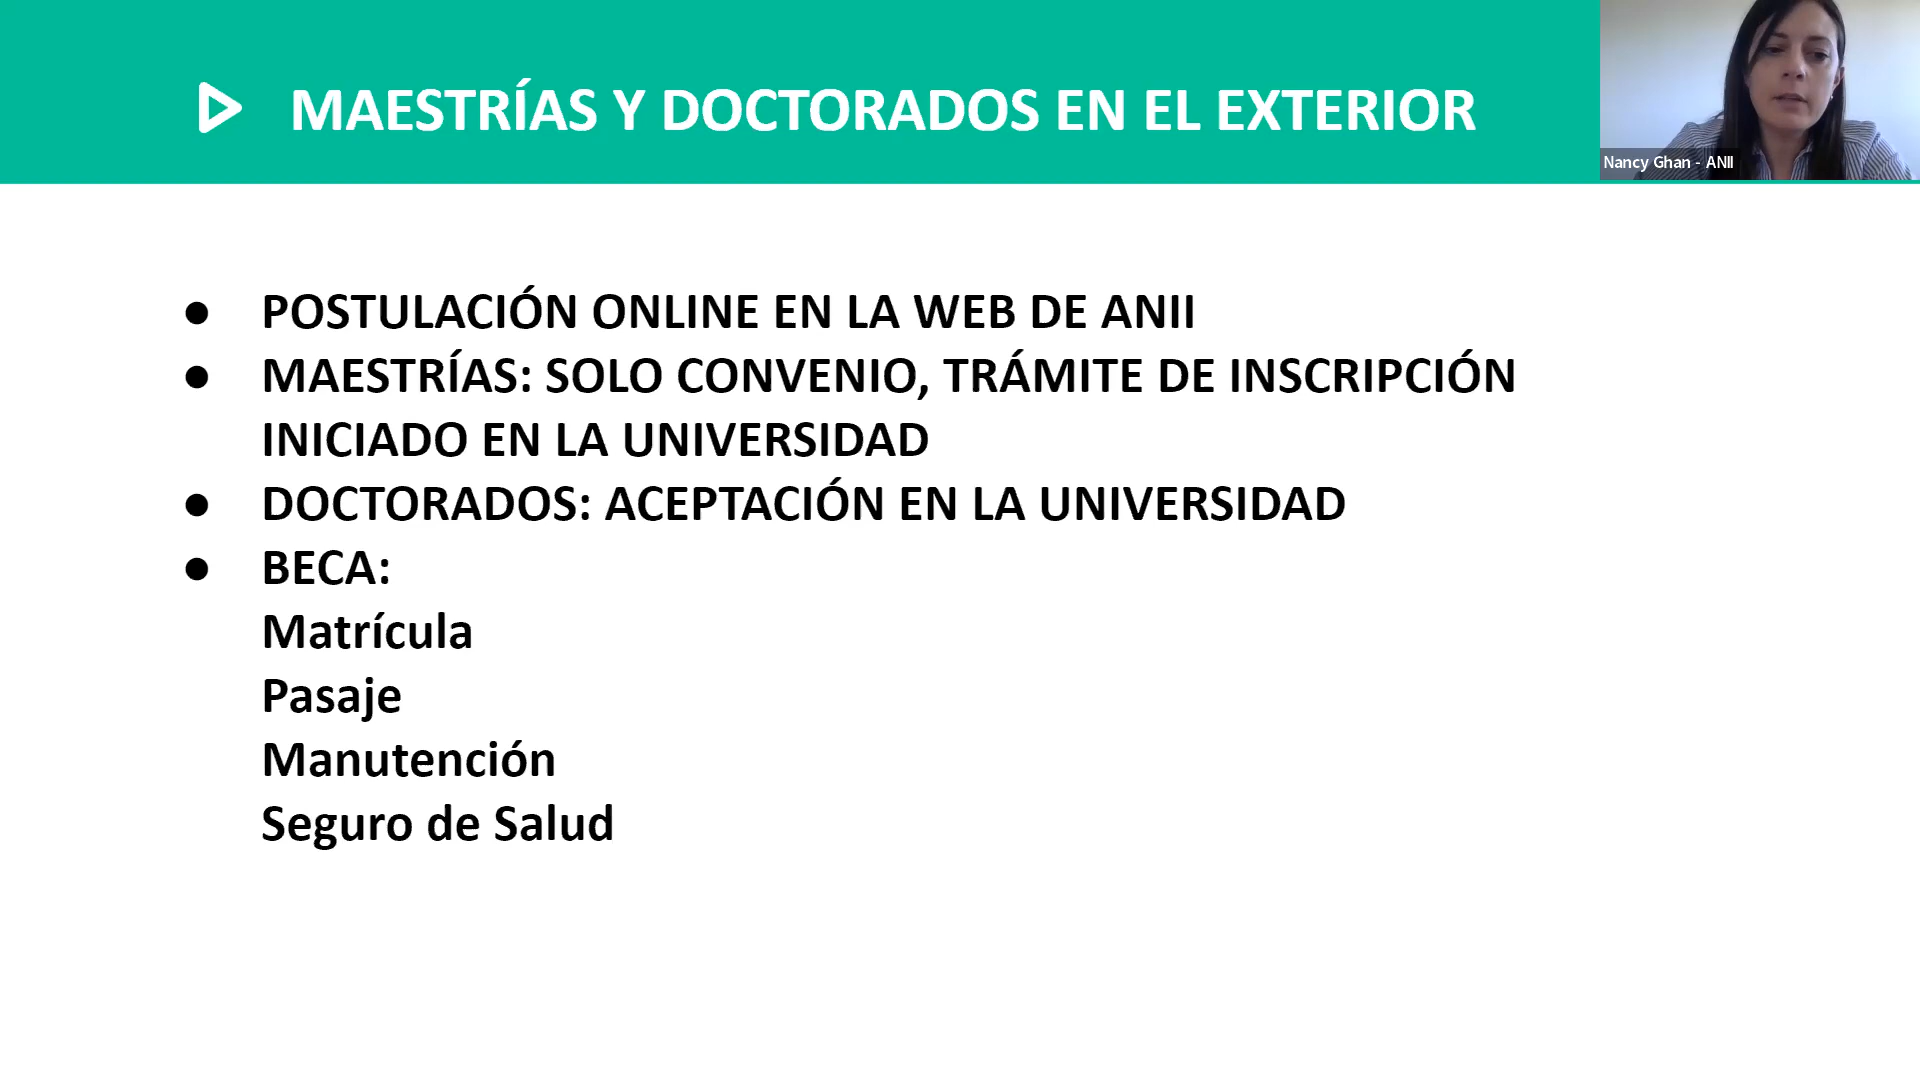 MAESTRÍAS Y DOCTORADOS EN EL EXTERIOR
Nancy Ghan - ANII
● POSTULACIÓN ONLINE EN LA WEB DE ANII
● MAESTRÍAS: SOLO CONVENIO, TRÁMITE DE INSCRIPCIÓN
INICIADO EN LA UNIVERSIDAD
● DOCTORADOS: ACEPTACIÓN EN LA UNIVERSIDAD
● BECA:
Matrícula
Pasaje
Manutención
Seguro de Salud